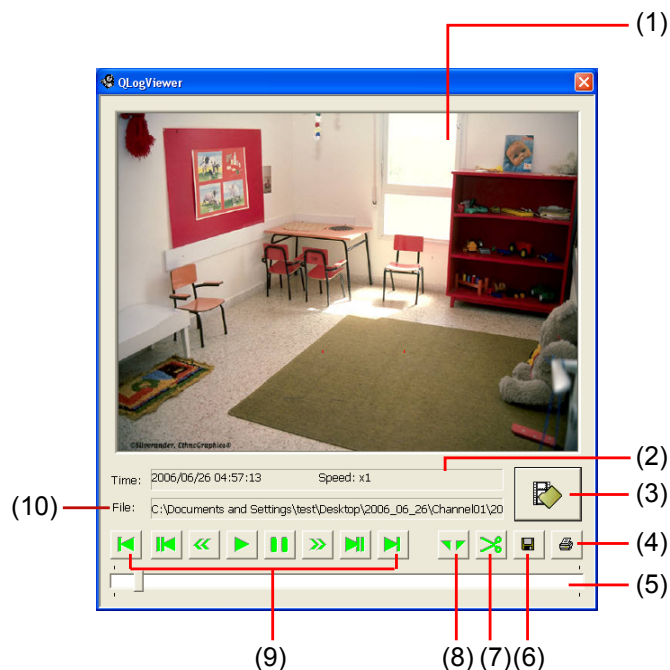 (1)
QLogViewer
©Silverander, EthnoGraphics®
(2)
Time: 2006/06/26 04:57:13 Speed: x1
(3)
(10) File: C:\Documents and Settings\test\Desktop\2006_06_26\Channel01\20
(4)
(5)
(9) (8) (7) (6)